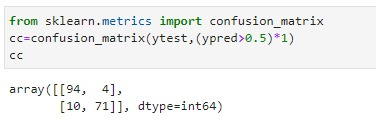 from sklearn.metrics import confusion_matrix
cc=confusion_matrix(ytest,(ypred>0.5)*1)
cc
array([[94,  4],
       [10, 71]], dtype=int64)